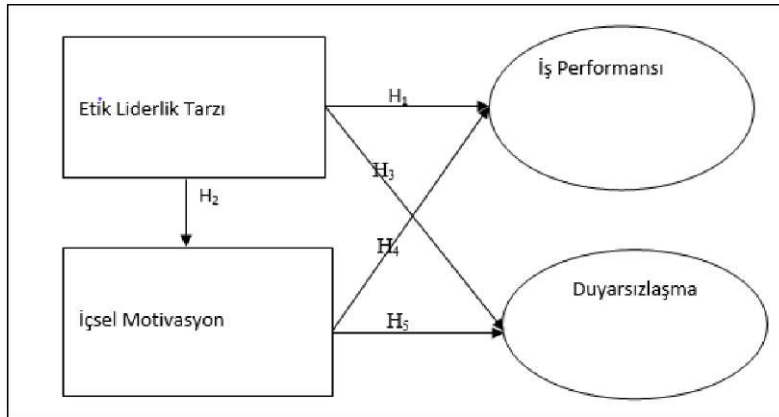 İş Performansı
Etik Liderlik Tarzı
H₁
H₃
H₂
H₄
İçsel Motivasyon
Duyarsızlaşma
H₅